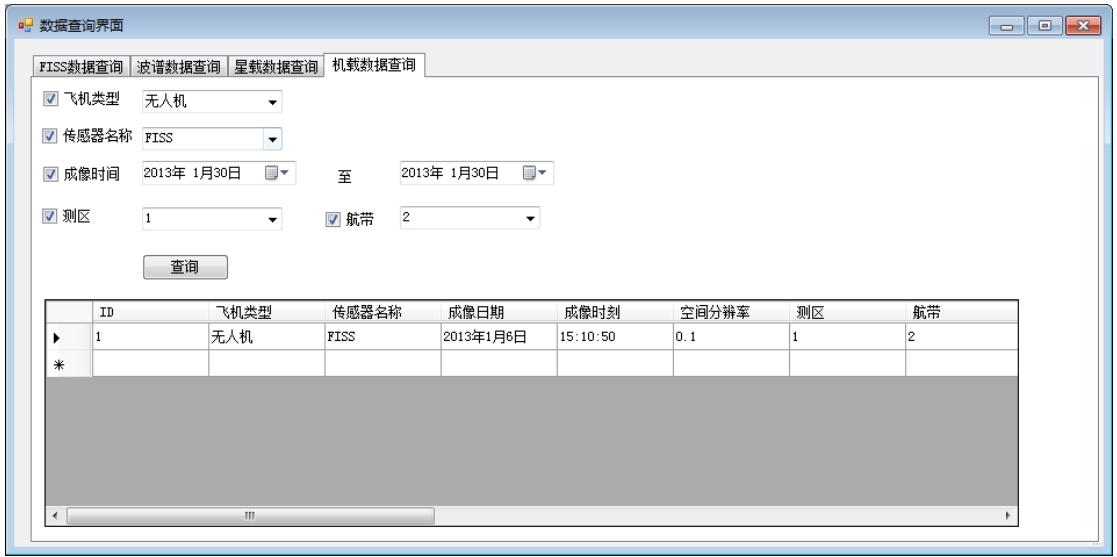 数据查询界面
FISS数据查询 波谱数据查询 星载数据查询 机载数据查询
飞机类型 无人机
传感器名称 FISS
成像时间 2013年 1月30日 至 2013年 1月30日
测区 1 航带 2
查询
ID 飞机类型 传感器名称 成像日期 成像时刻 空间分辨率 测区 航带
1 无人机 FISS 2013年1月6日 15:10:50 0.1 1 2